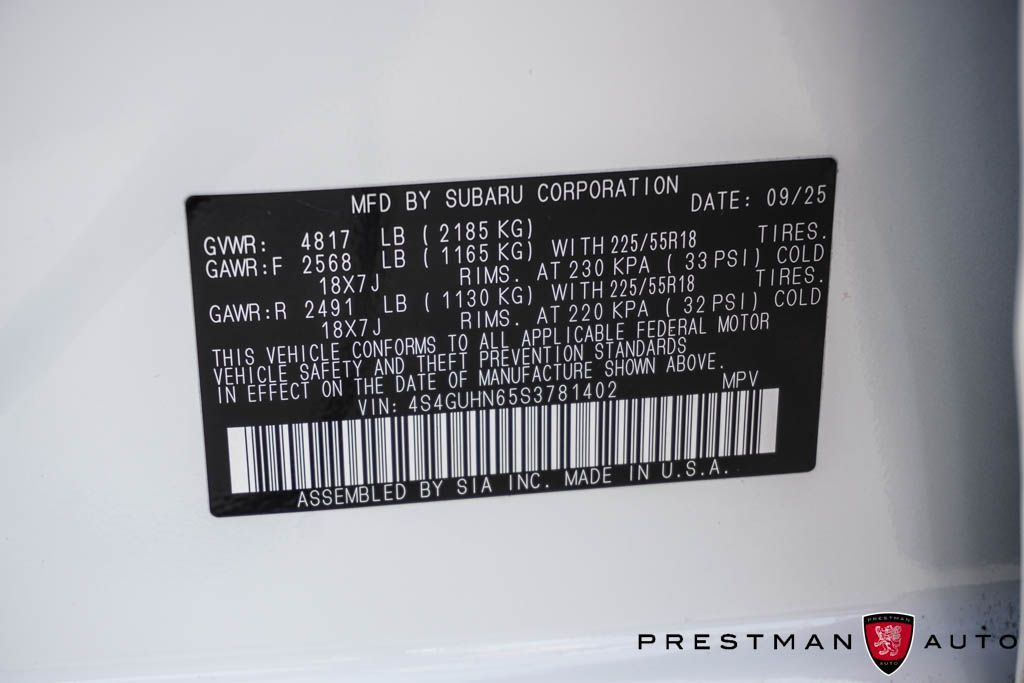 MFD BY SUBARU CORPORATION DATE: 09/25
GVWR: 4817 LB ( 2185 KG)
GAWR:F 2568 LB ( 1165 KG) WITH 225/55R18 TIRES.
18X7J RIMS. AT 230 KPA ( 33 PSI) COLD
GAWR:R 2491 LB ( 1130 KG) WITH 225/55R18 TIRES.
18X7J RIMS. AT 220 KPA ( 32 PSI) COLD
THIS VEHICLE CONFORMS TO ALL APPLICABLE FEDERAL MOTOR
VEHICLE SAFETY AND THEFT PREVENTION STANDARDS
IN EFFECT ON THE DATE OF MANUFACTURE SHOWN ABOVE.
VIN: 4S4GUHN65S3781402 MPV
ASSEMBLED BY SIA INC. MADE IN U.S.A.
PRESTMAN AUTO
PRESTMAN
AUTO